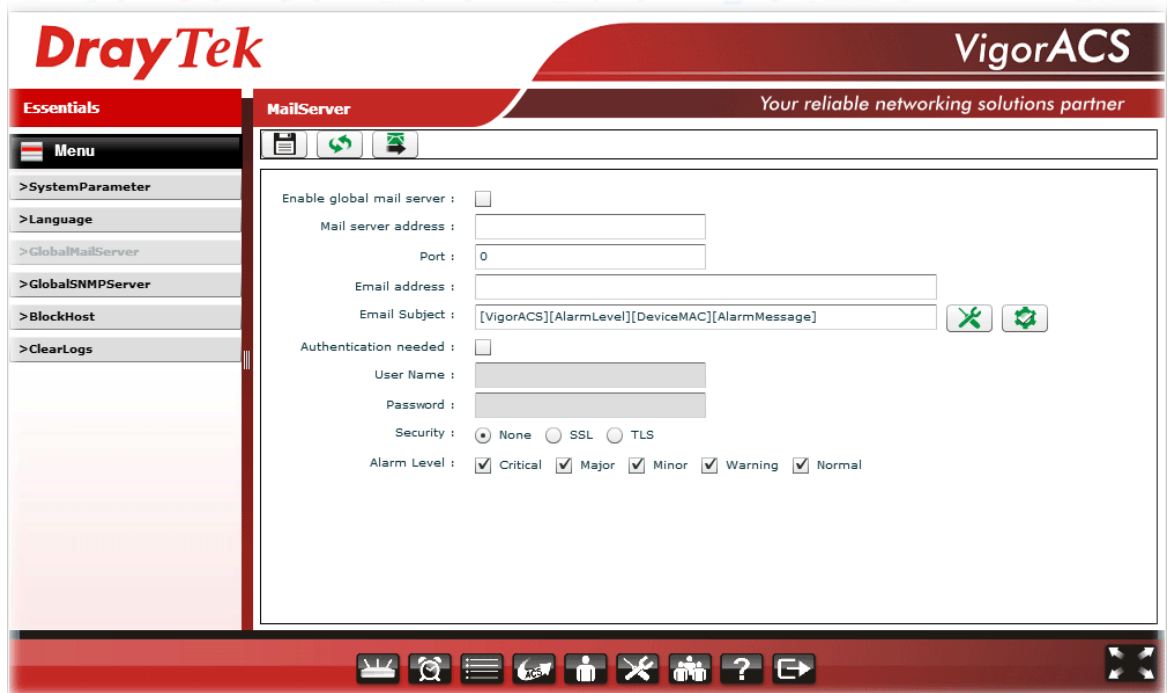 DrayTek
VigorACS
Essentials
MailServer
Your reliable networking solutions partner
Menu
>SystemParameter
>Language
>GlobalMailServer
>GlobalSNMPServer
>BlockHost
>ClearLogs
Enable global mail server :
Mail server address :
Port : 0
Email address :
Email Subject : [VigorACS][AlarmLevel][DeviceMAC][AlarmMessage]
Authentication needed :
User Name :
Password :
Security : None SSL TLS
Alarm Level : Critical Major Minor Warning Normal
ACS ?